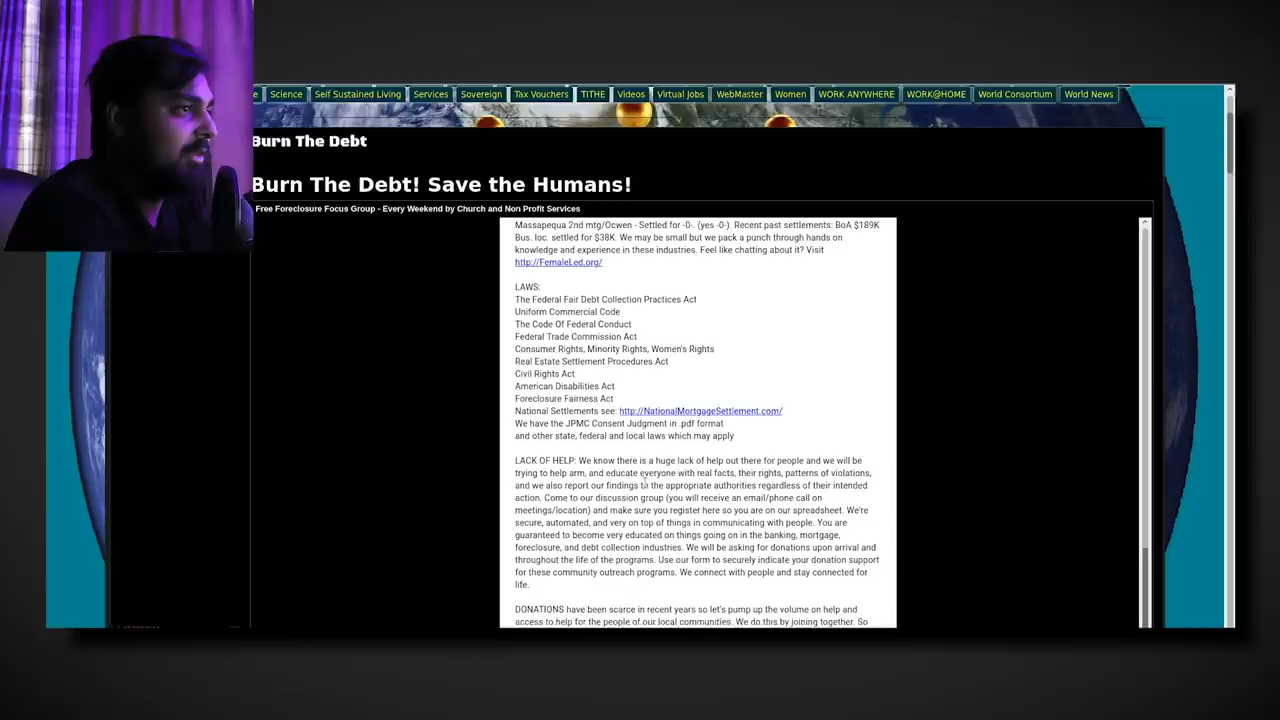 Science Self Sustained Living Services Sovereign Tax Vouchers TITHE Videos Virtual Jobs WebMaster Women WORK ANYWHERE WORK@HOME World Consortium World News
Burn The Debt
Burn The Debt! Save the Humans!
Free Foreclosure Focus Group - Every Weekend by Church and Non Profit Services
Massapequa 2nd mtg/Ocwen - Settled for -0-. (yes -0-). Recent past settlements: BoA $189K
Bus. loc. settled for $38K. We may be small but we pack a punch through hands on
knowledge and experience in these industries. Feel like chatting about it? Visit
http://FemaleLed.org/
LAWS:
The Federal Fair Debt Collection Practices Act
Uniform Commercial Code
The Code Of Federal Conduct
Federal Trade Commission Act
Consumer Rights, Minority Rights, Women's Rights
Real Estate Settlement Procedures Act
Civil Rights Act
American Disabilities Act
Foreclosure Fairness Act
National Settlements see: http://NationalMortgageSettlement.com/
We have the JPMC Consent Judgment in .pdf format
and other state, federal and local laws which may apply
LACK OF HELP: We know there is a huge lack of help out there for people and we will be
trying to help arm, and educate everyone with real facts, their rights, patterns of violations,
and we also report our findings to the appropriate authorities regardless of their intended
action. Come to our discussion group (you will receive an email/phone call on
meetings/location) and make sure you register here so you are on our spreadsheet. We're
secure, automated, and very on top of things in communicating with people. You are
guaranteed to become very educated on things going on in the banking, mortgage,
foreclosure, and debt collection industries. We will be asking for donations upon arrival and
throughout the life of the programs. Use our form to securely indicate your donation support
for these community outreach programs. We connect with people and stay connected for
life.
DONATIONS have been scarce in recent years so let's pump up the volume on help and
access to help for the people of our local communities. We do this by joining together. So